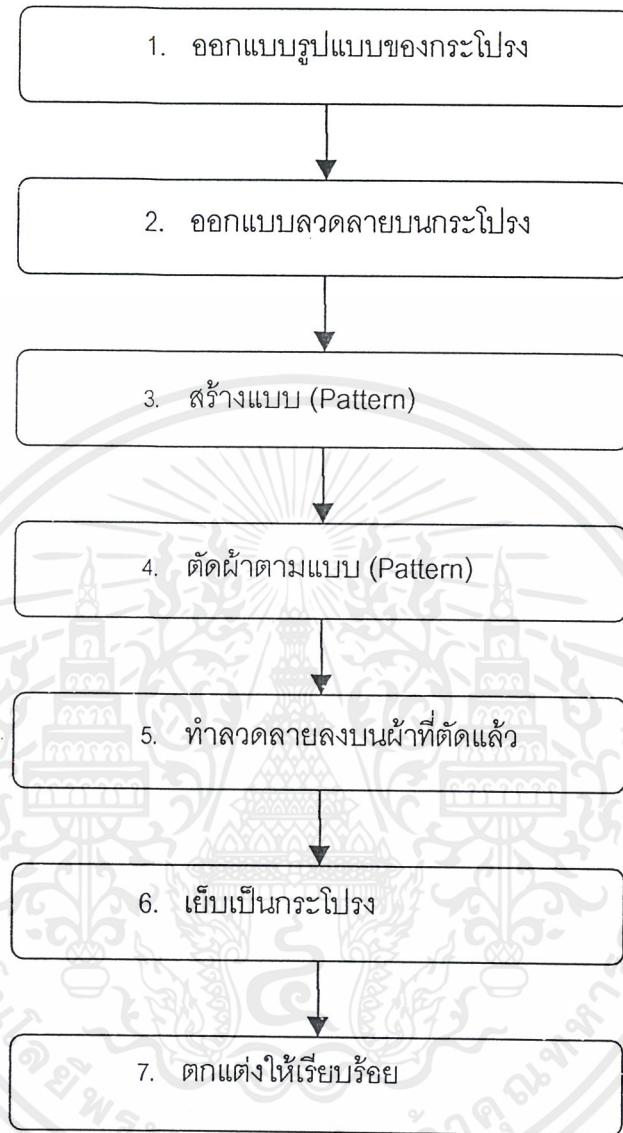 1. ออกแบบรูปแบบของกระโปรง
2. ออกแบบลวดลายบนกระโปรง
3. สร้างแบบ (Pattern)
4. ตัดผ้าตามแบบ (Pattern)
5. ทำลวดลายลงบนผ้าที่ตัดแล้ว
6. เย็บเป็นกระโปรง
7. ตกแต่งให้เรียบร้อย